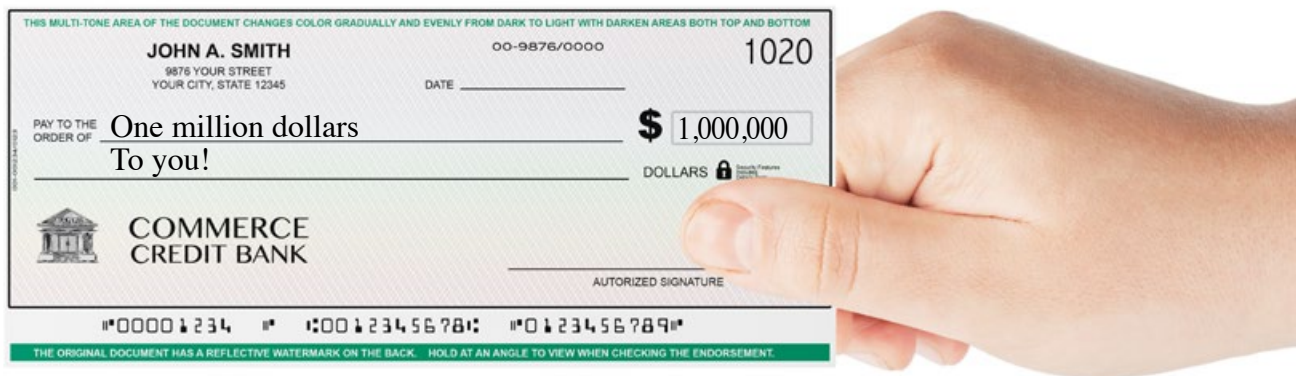 THIS MULTI-TONE AREA OF THE DOCUMENT CHANGES COLOR GRADUALLY AND EVENLY FROM DARK TO LIGHT WITH DARKEN AREAS BOTH TOP AND BOTTOM
JOHN A. SMITH
00-9876/0000
1020
9876 YOUR STREET
YOUR CITY, STATE 12345
DATE
PAY TO THE
ORDER OF One million dollars $ 1,000,000
To you!
DOLLARS Security Features
COMMERCE
CREDIT BANK
AUTORIZED SIGNATURE
⑈00001234 ⑈ ⑆0012345678⑆ ⑈0123456789⑈
THE ORIGINAL DOCUMENT HAS A REFLECTIVE WATERMARK ON THE BACK. HOLD AT AN ANGLE TO VIEW WHEN CHECKING THE ENDORSEMENT.